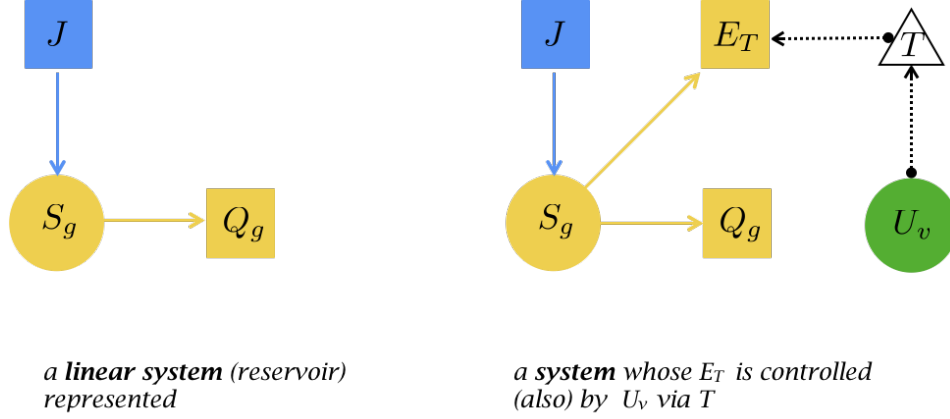 J
J
E_T
T
S_g
Q_g
S_g
Q_g
U_v
a linear system (reservoir)
represented
a system whose E_T is controlled
(also) by U_v via T